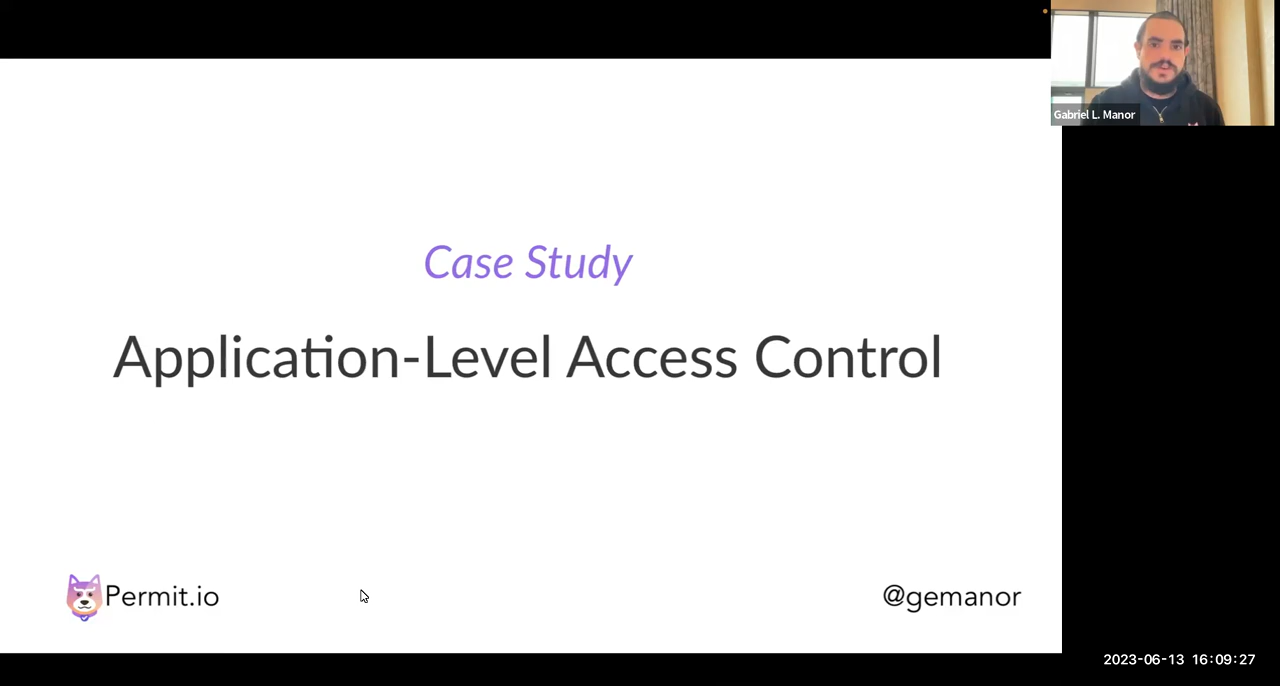 Gabriel L. Manor
Case Study
Application-Level Access Control
Permit.io
@gemanor
2023-06-13 16:09:27